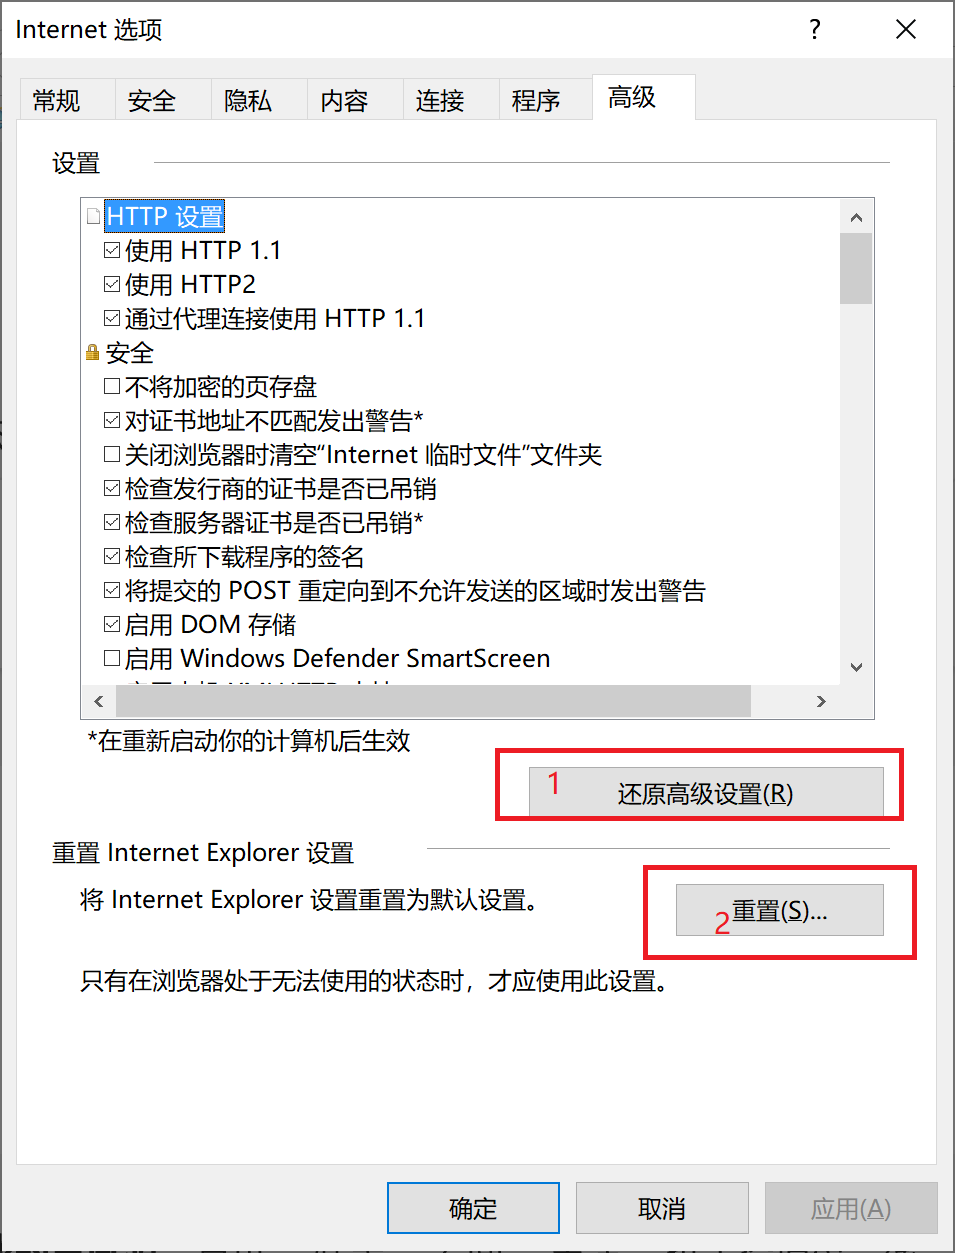 Internet 选项
?
常规
安全
隐私
内容
连接
程序
高级
设置
HTTP 设置
使用 HTTP 1.1
使用 HTTP2
通过代理连接使用 HTTP 1.1
安全
不将加密的页存盘
对证书地址不匹配发出警告*
关闭浏览器时清空“Internet 临时文件”文件夹
检查发行商的证书是否已吊销
检查服务器证书是否已吊销*
检查所下载程序的签名
将提交的 POST 重定向到不允许发送的区域时发出警告
启用 DOM 存储
启用 Windows Defender SmartScreen
*在重新启动你的计算机后生效
1
还原高级设置(R)
重置 Internet Explorer 设置
将 Internet Explorer 设置重置为默认设置。
2
重置(S)...
只有在浏览器处于无法使用的状态时，才应使用此设置。
确定
取消
应用(A)